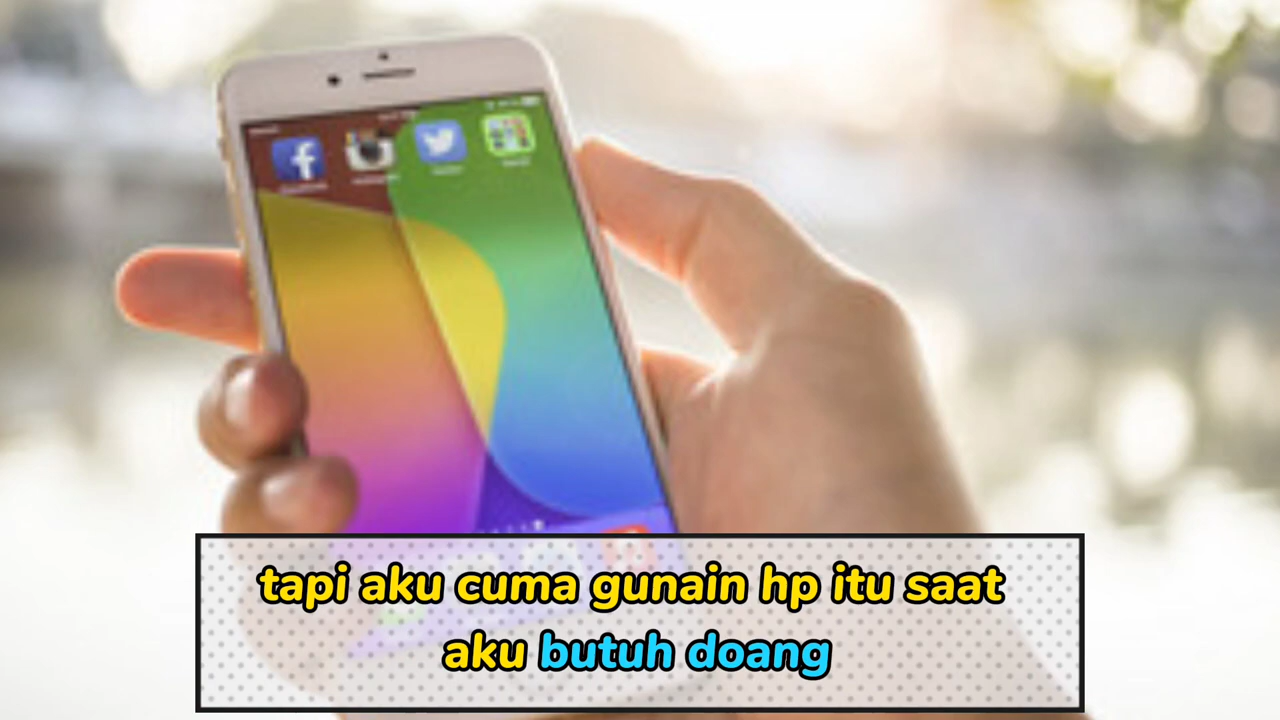 tapi aku cuma gunain hp itu saat
aku butuh doang